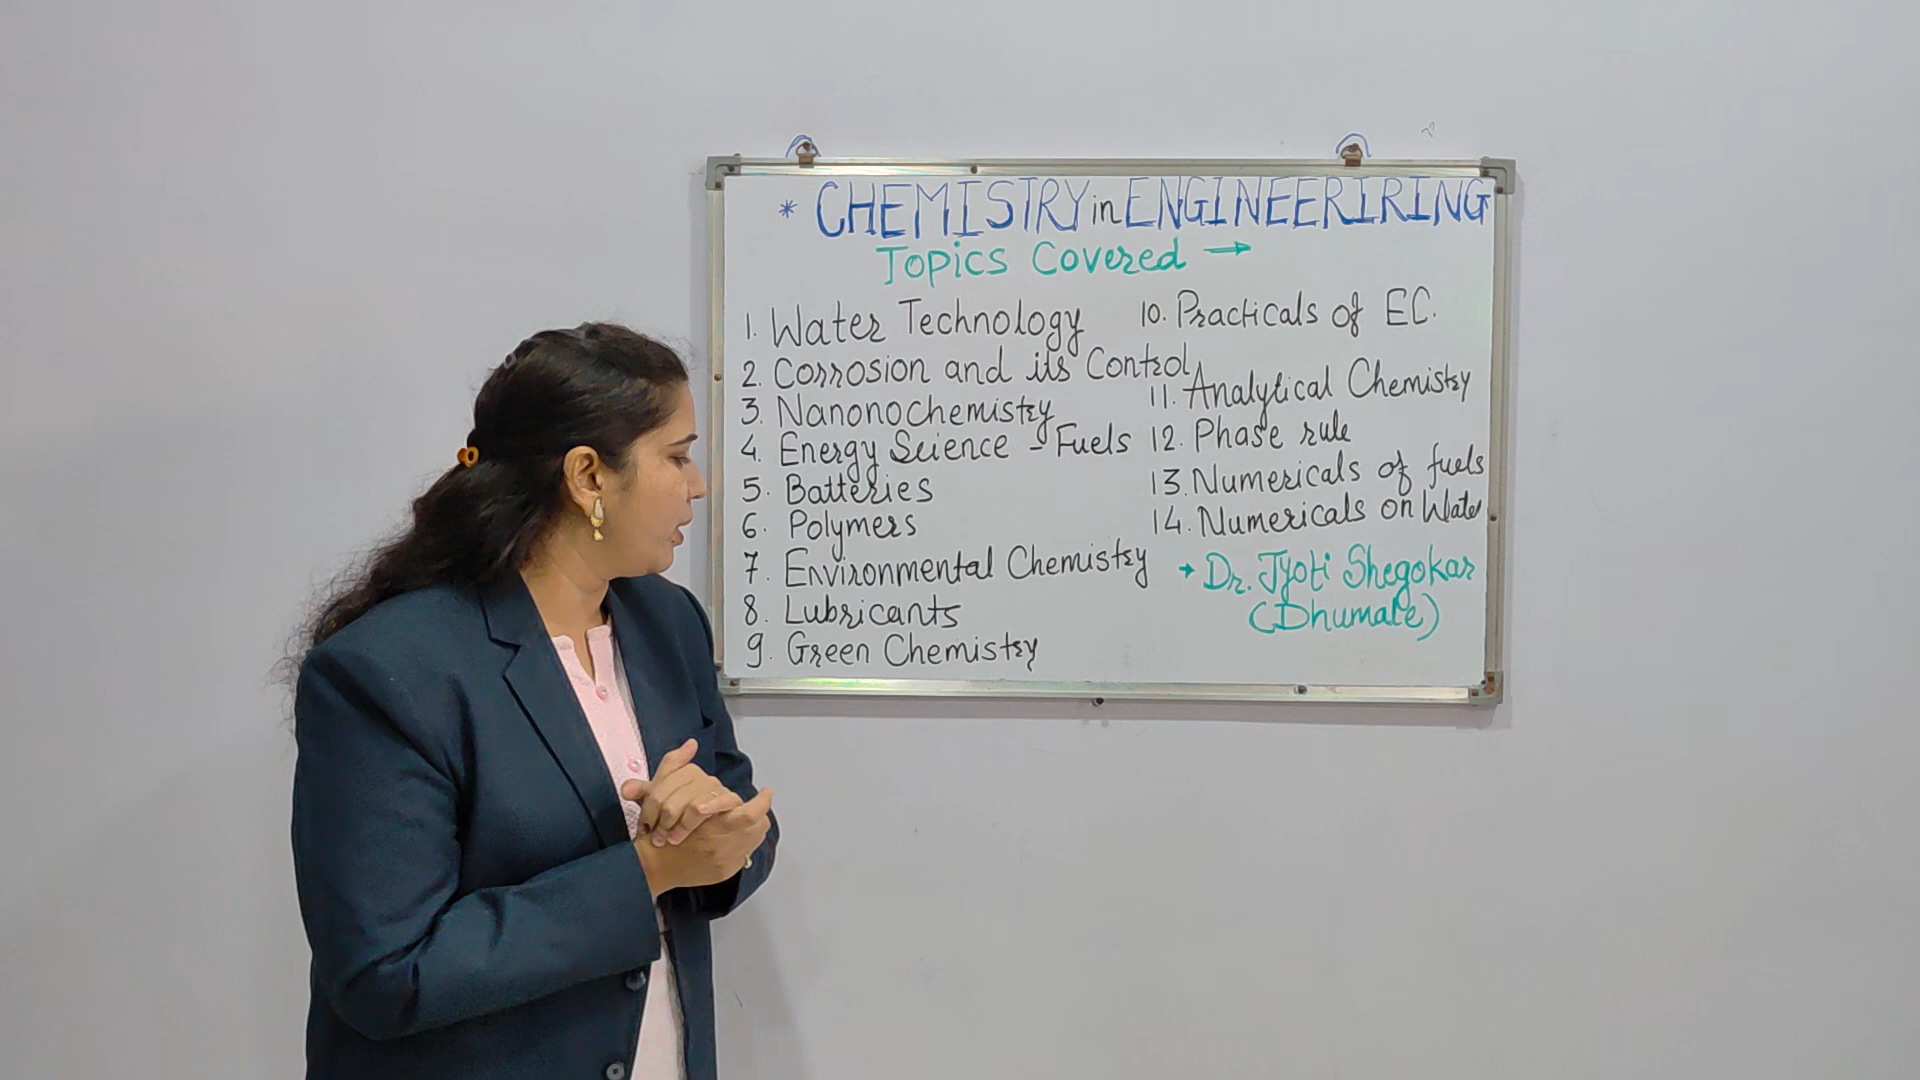 * CHEMISTRY in ENGINEERIRING
Topics Covered →
1. Water Technology
2. Corrosion and its Control
3. Nanonochemistry
4. Energy Science - Fuels
5. Batteries
6. Polymers
7. Environmental Chemistry
8. Lubricants
9. Green Chemistry
10. Practicals of EC.
11. Analytical Chemistry
12. Phase rule
13. Numericals of fuels
14. Numericals on Water
→ Dr. Jyoti Shegokar
(Dhumale)